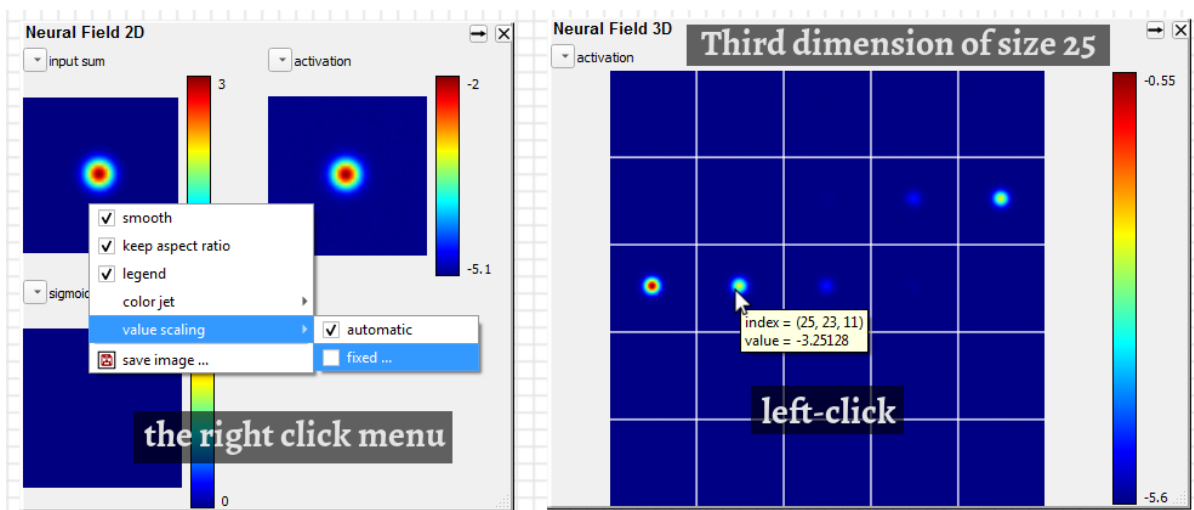 Neural Field 2D
input sum
activation
3
-2
smooth
keep aspect ratio
legend
color jet
value scaling
save image ...
automatic
fixed ...
-5.1
sigmoid
the right click menu
0
Neural Field 3D
Third dimension of size 25
activation
-0.55
index = (25, 23, 11)
value = -3.25128
left-click
-5.6